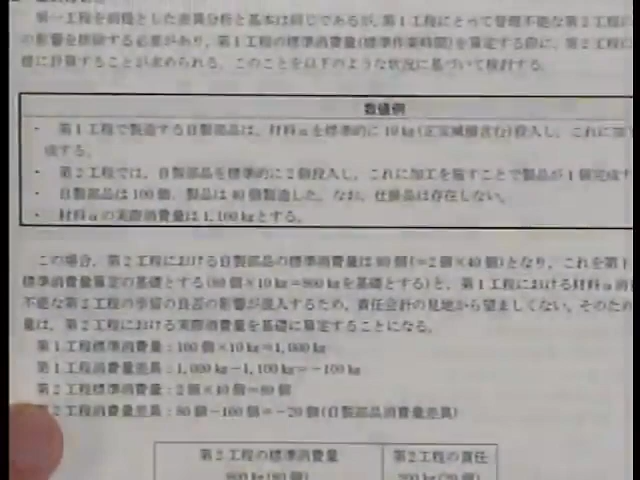 単一工程を前提とした差異分析と基本は同じであるが、第1工程にとって管理不能な第2工程に
の影響を排除する必要があり、第1工程の標準消費量(標準作業時間)を算定する際に、第2工程に
礎に計算することが求められる。このことを以下のような状況に基づいて検討する。
数値例
・ 第1工程で製造する自製部品は、材料αを標準的に10kg(正常減損含む)投入し、これに加
成する。
・ 第2工程では、自製部品を標準的に2個投入し、これに加工を施すことで製品が1個完成す
・ 自製部品は100個、製品は40個製造した。なお、仕掛品は存在しない。
・ 材料αの実際消費量は1,100kgとする。
この場合、第2工程における自製部品の標準消費量は80個(=2個×40個)となり、これを第1
標準消費量算定の基礎とする(80個×10kg=800kgを基礎とする)と、第1工程における材料α消
不能な第2工程の作業の良否の影響が混入するため、責任会計の見地から望ましくない。そのため
量は、第2工程における実際消費量を基礎に算定することになる。
第1工程標準消費量:100個×10kg=1,000kg
第1工程消費量差異:1,000kg-1,100kg=-100kg
第2工程標準消費量:2個×40個=80個
第2工程消費量差異:80個-100個=-20個(自製部品消費量差異)
第2工程の標準消費量 第2工程の責任
800kg(80個) 200kg(20個)